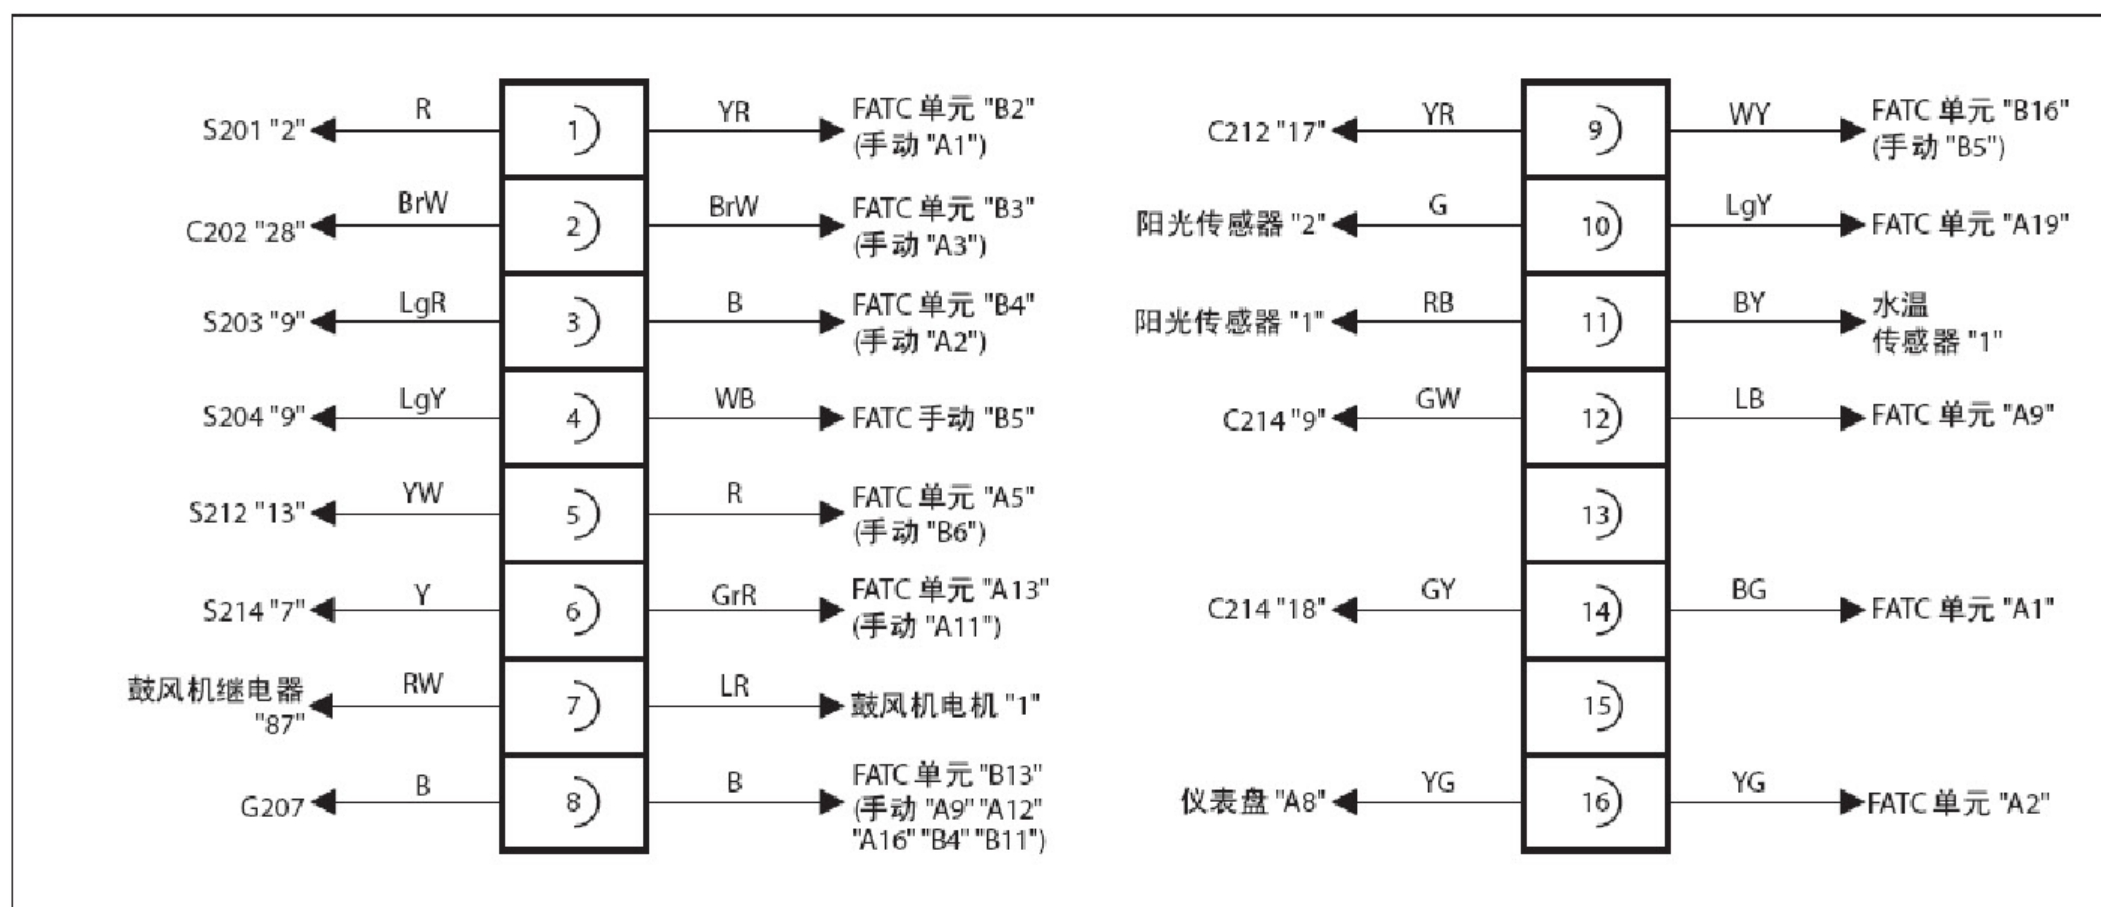 R
YR
FATC 单元 "B2"
S201 "2"
1
(手动 "A1")
BrW
BrW
FATC 单元 "B3"
C202 "28"
2
(手动 "A3")
LgR
B
FATC 单元 "B4"
S203 "9"
3
(手动 "A2")
LgY
WB
S204 "9"
4
FATC 手动 "B5"
YW
R
FATC 单元 "A5"
S212 "13"
5
(手动 "B6")
Y
GrR
FATC 单元 "A13"
S214 "7"
6
(手动 "A11")
鼓风机继电器
"87"
RW
7
LR
鼓风机电机 "1"
B
B
FATC 单元 "B13"
G207
8
(手动 "A9" "A12"
"A16" "B4" "B11")
YR
WY
FATC 单元 "B16"
C212 "17"
9
(手动 "B5")
G
LgY
阳光传感器 "2"
10
FATC 单元 "A19"
RB
BY
水温
阳光传感器 "1"
11
传感器 "1"
GW
LB
C214 "9"
12
FATC 单元 "A9"
13
GY
BG
C214 "18"
14
FATC 单元 "A1"
15
YG
YG
仪表盘 "A8"
16
FATC 单元 "A2"